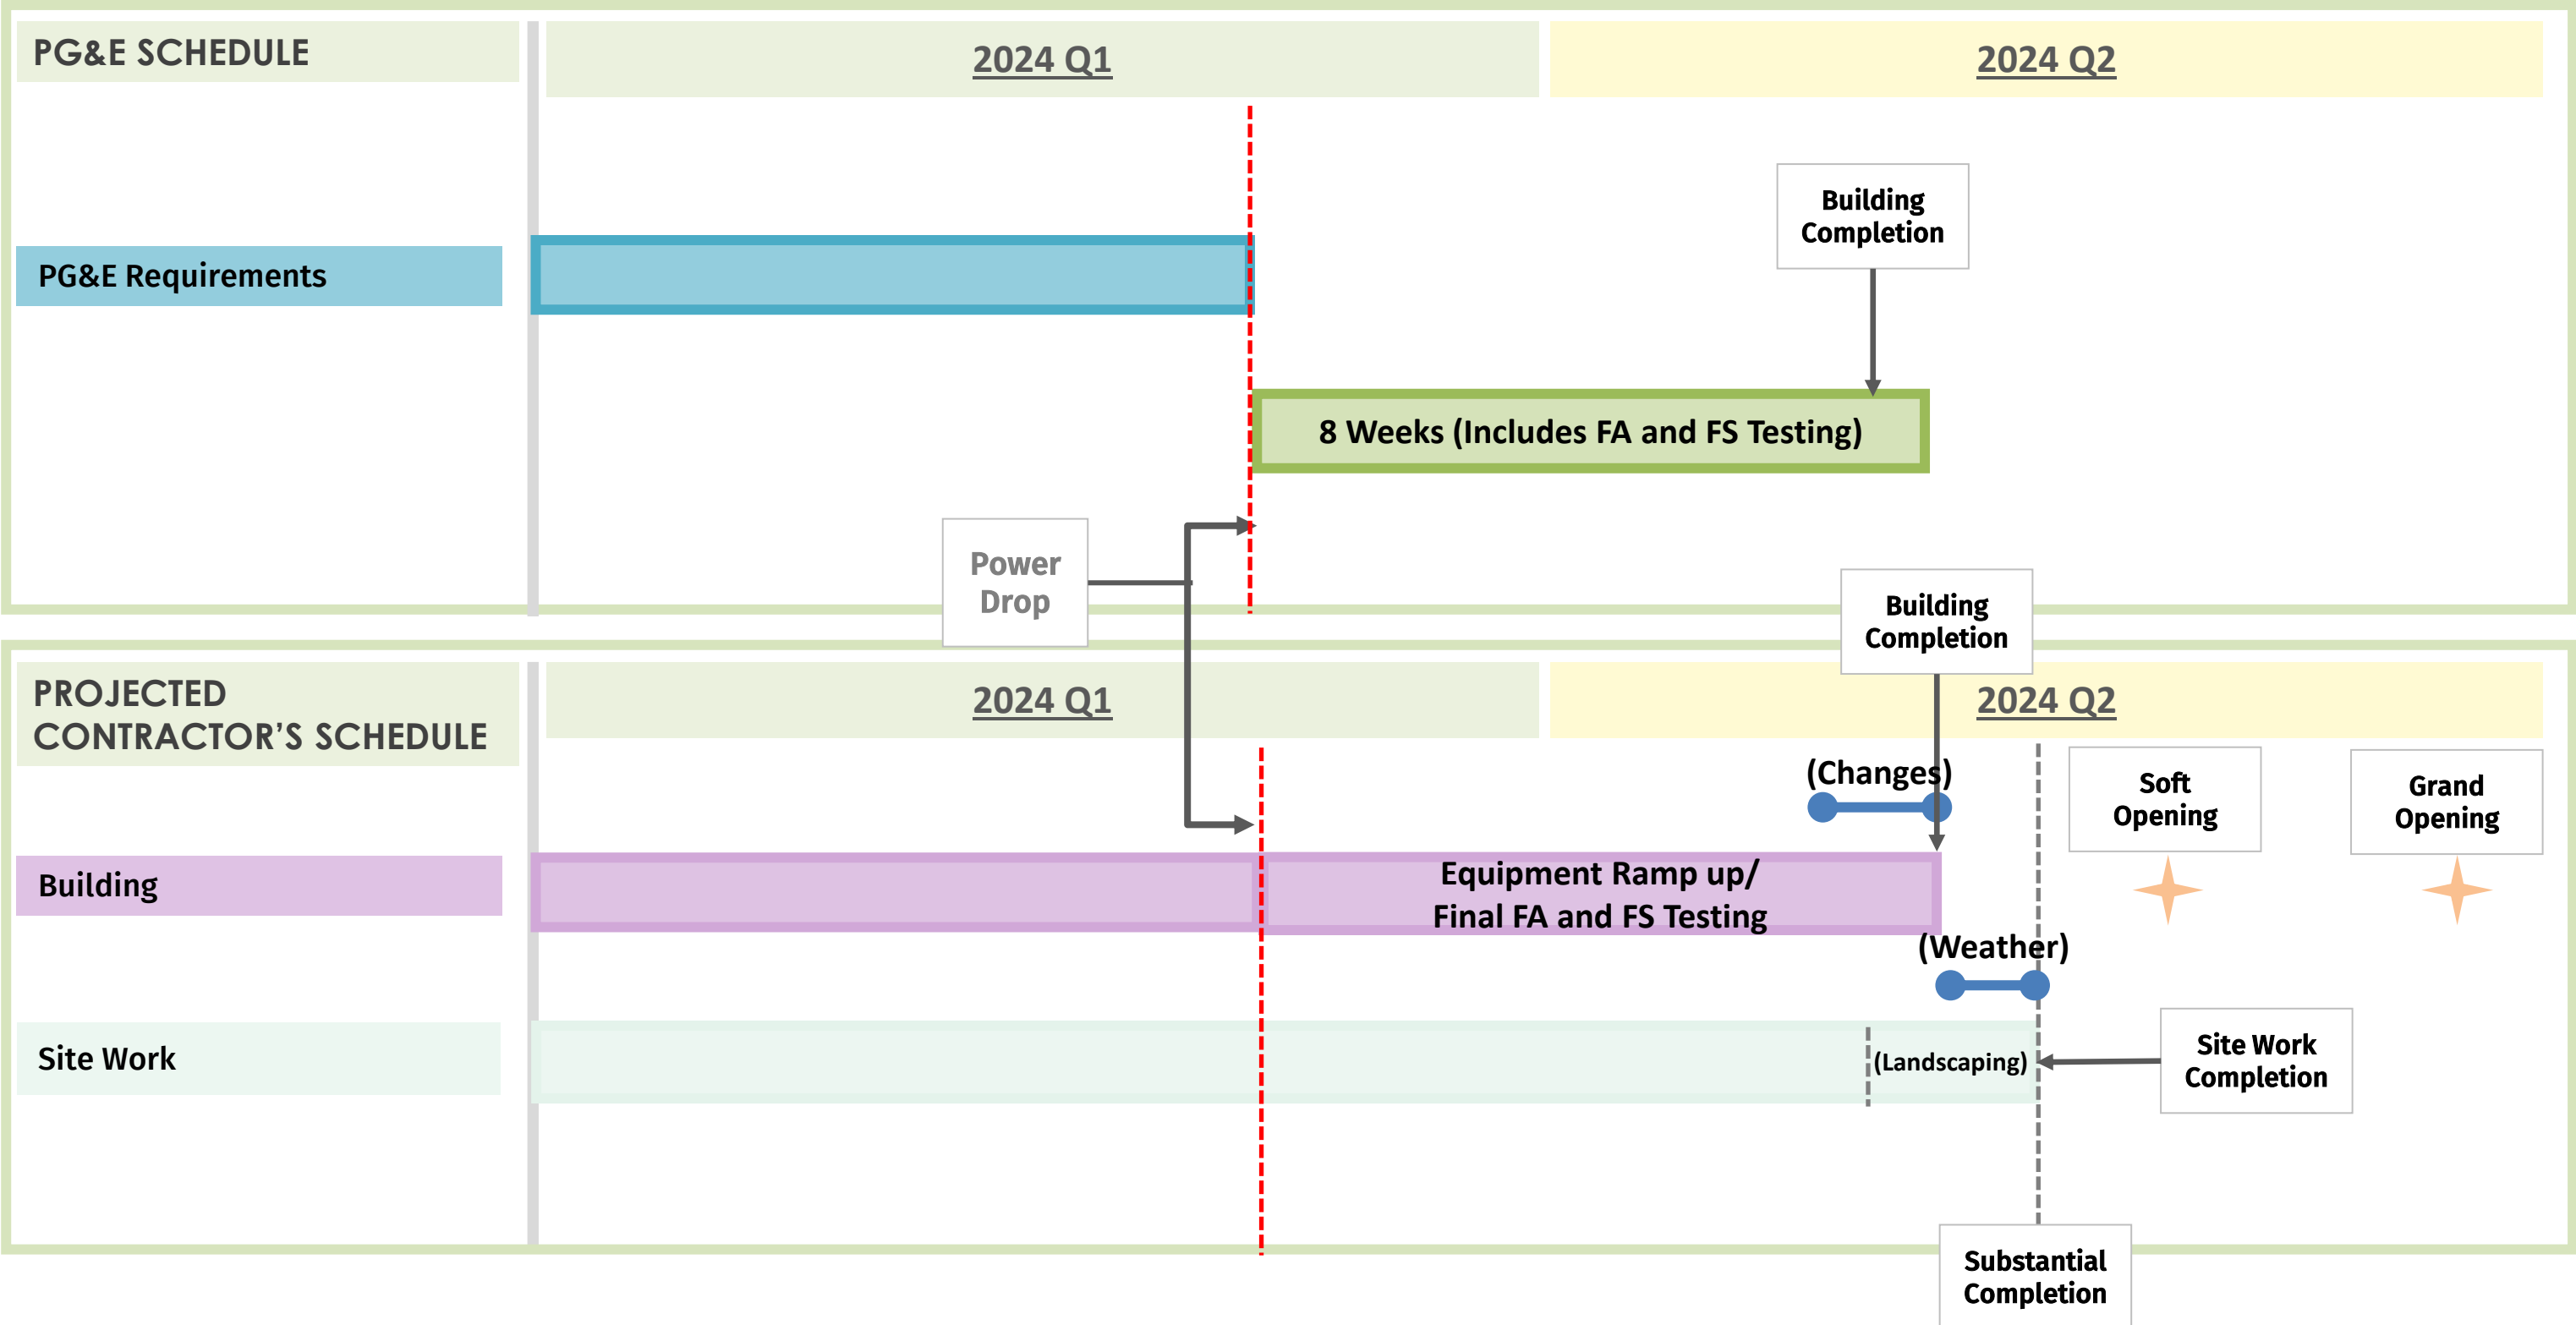 PG&E SCHEDULE
2024 Q1
2024 Q2
Building
Completion
PG&E Requirements
8 Weeks (Includes FA and FS Testing)
Power
Drop
Building
Completion
PROJECTED
CONTRACTOR'S SCHEDULE
2024 Q1
2024 Q2
(Changes)
Soft
Opening
Grand
Opening
Building
Equipment Ramp up/
Final FA and FS Testing
(Weather)
Site Work
(Landscaping)
Site Work
Completion
Substantial
Completion